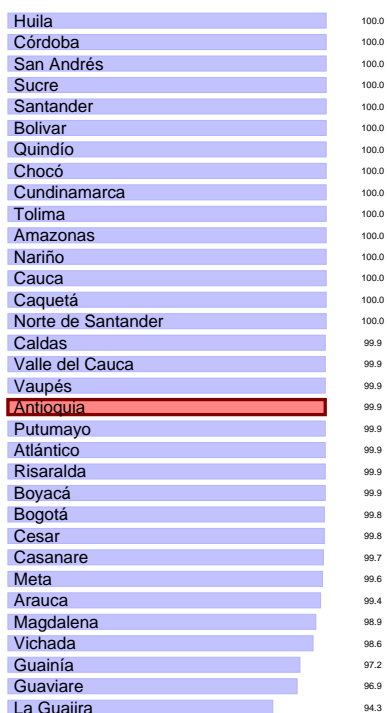 Huila 100.0
Córdoba 100.0
San Andrés 100.0
Sucre 100.0
Santander 100.0
Bolivar 100.0
Quindío 100.0
Chocó 100.0
Cundinamarca 100.0
Tolima 100.0
Amazonas 100.0
Nariño 100.0
Cauca 100.0
Caquetá 100.0
Norte de Santander 100.0
Caldas 99.9
Valle del Cauca 99.9
Vaupés 99.9
Antioquia 99.9
Putumayo 99.9
Atlántico 99.9
Risaralda 99.9
Boyacá 99.9
Bogotá 99.8
Cesar 99.8
Casanare 99.7
Meta 99.6
Arauca 99.4
Magdalena 98.9
Vichada 98.6
Guainía 97.2
Guaviare 96.9
La Guajira 94.3